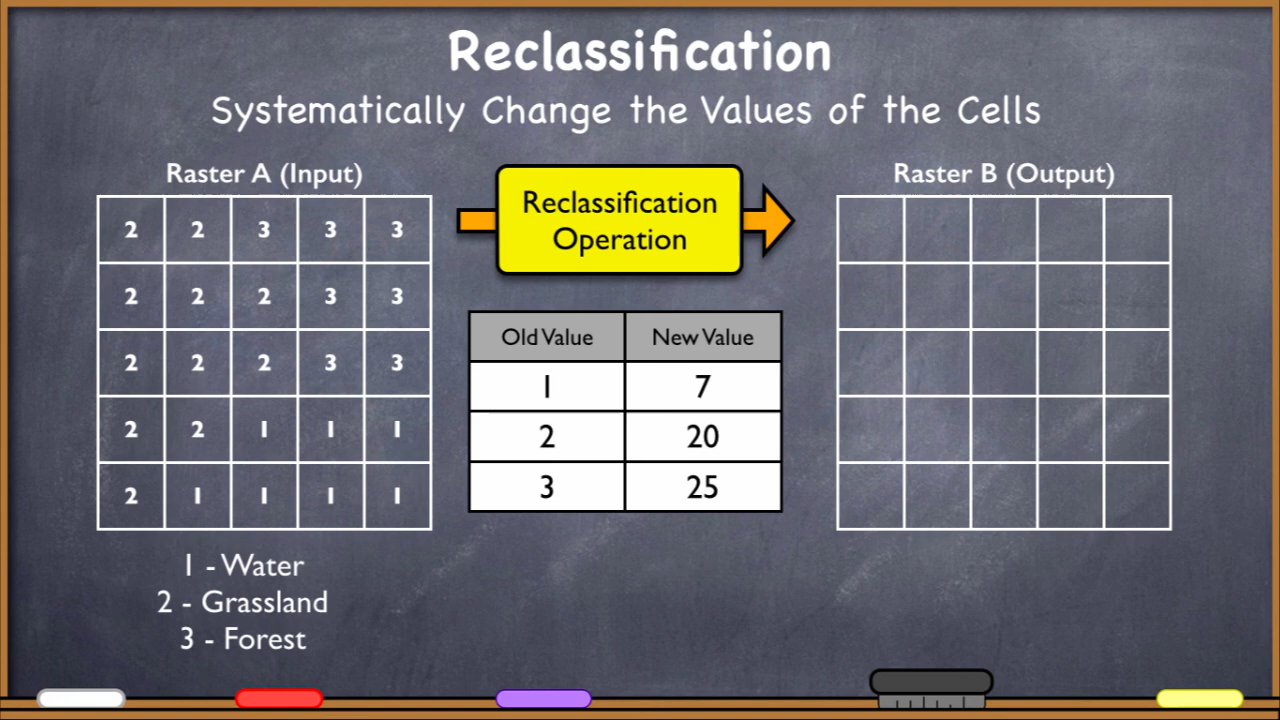 Reclassification
Systematically Change the Values of the Cells
Raster A (Input)
2 2 3 3 3
2 2 2 3 3
2 2 2 3 3
2 2 1 1 1
2 1 1 1 1
1 - Water
2 - Grassland
3 - Forest
Reclassification
Operation
Old Value New Value
1 7
2 20
3 25
Raster B (Output)